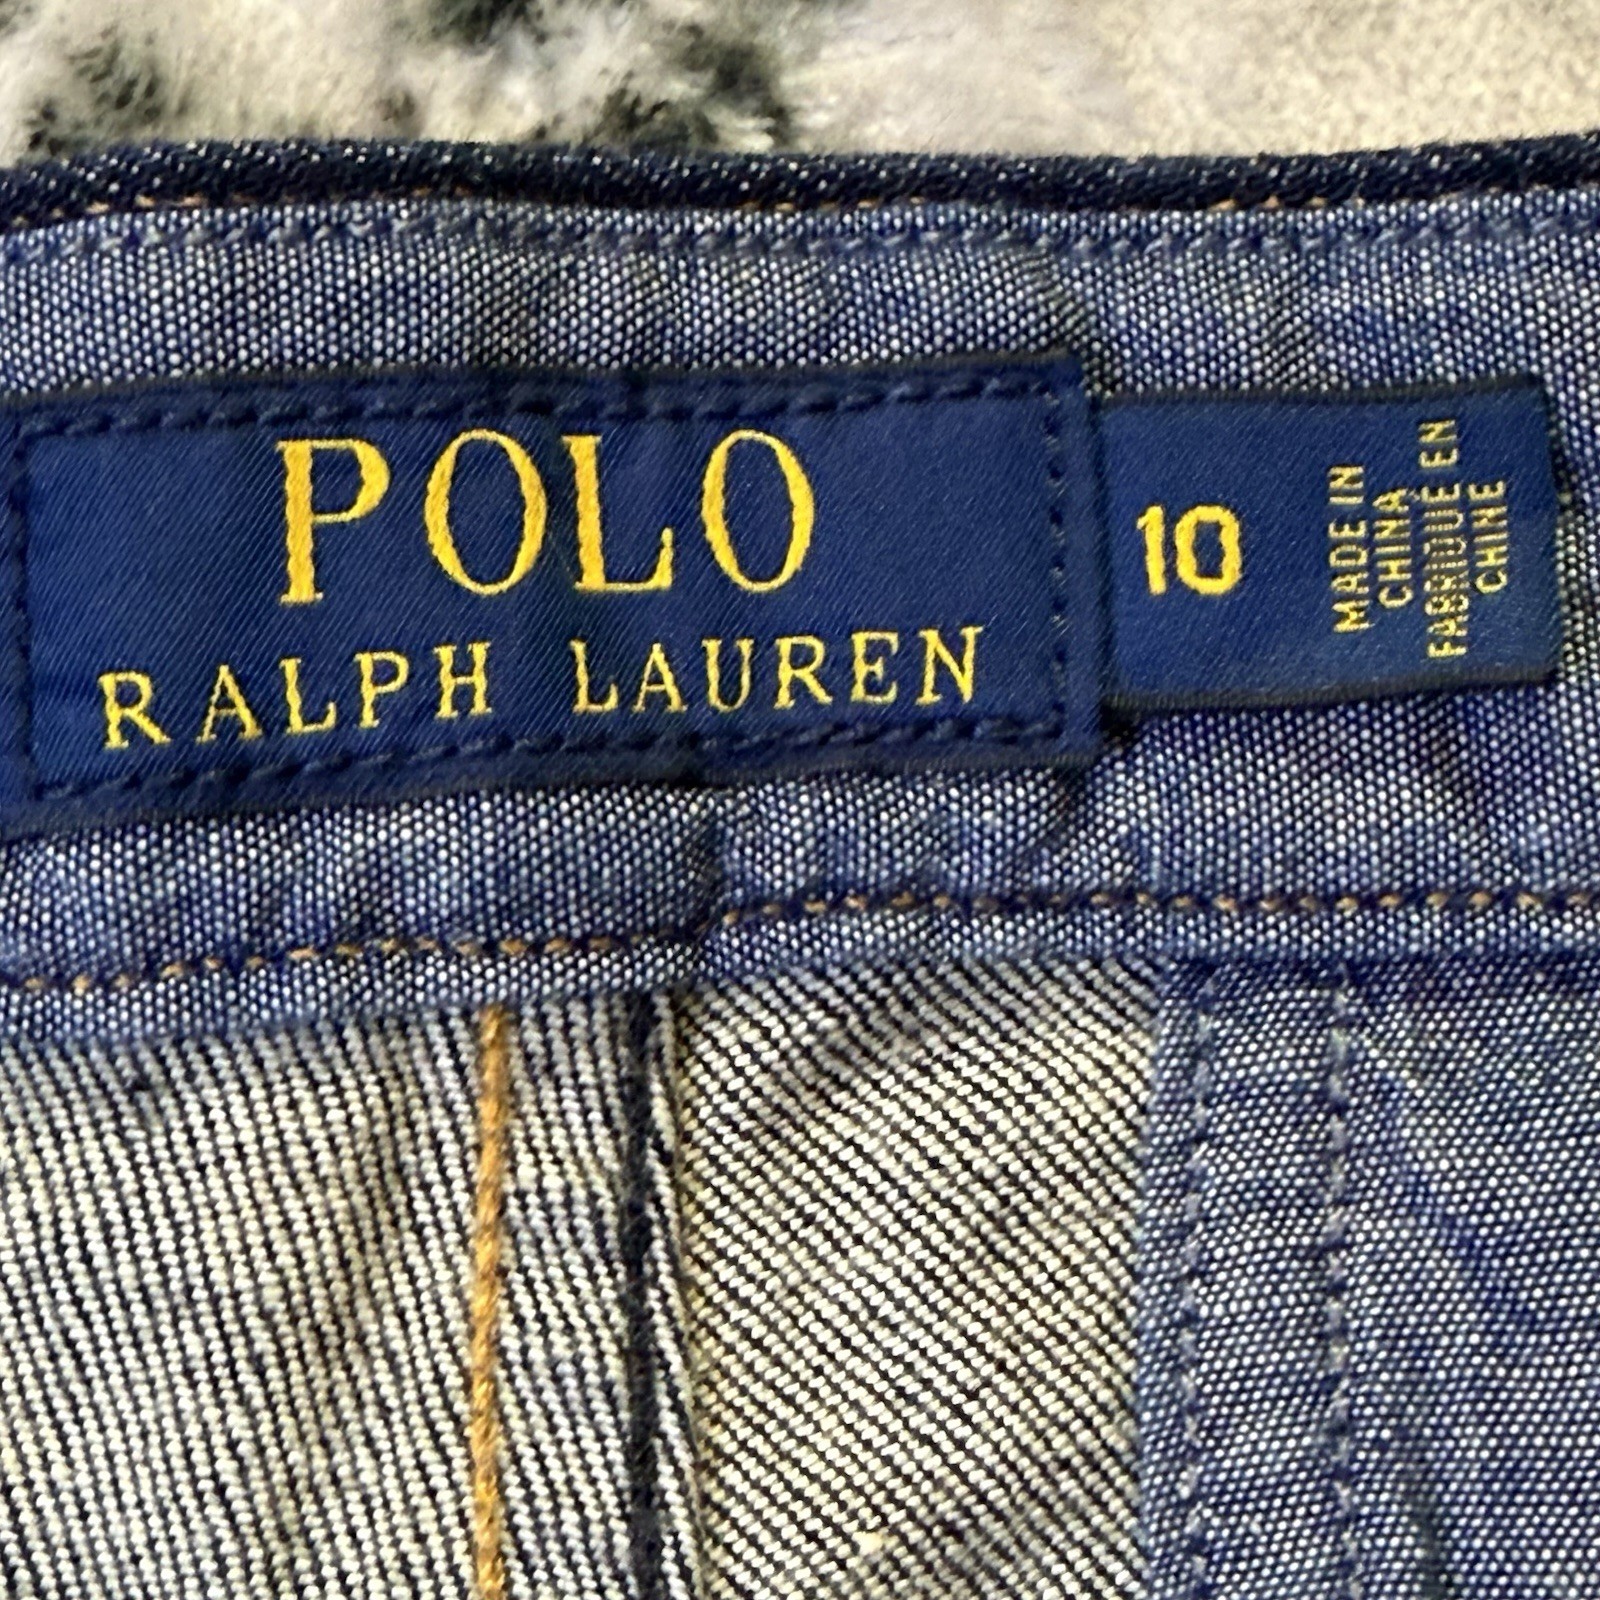 POLO
RALPH LAUREN
10
MADE IN
CHINA
FABRIQUÉ EN
CHINE